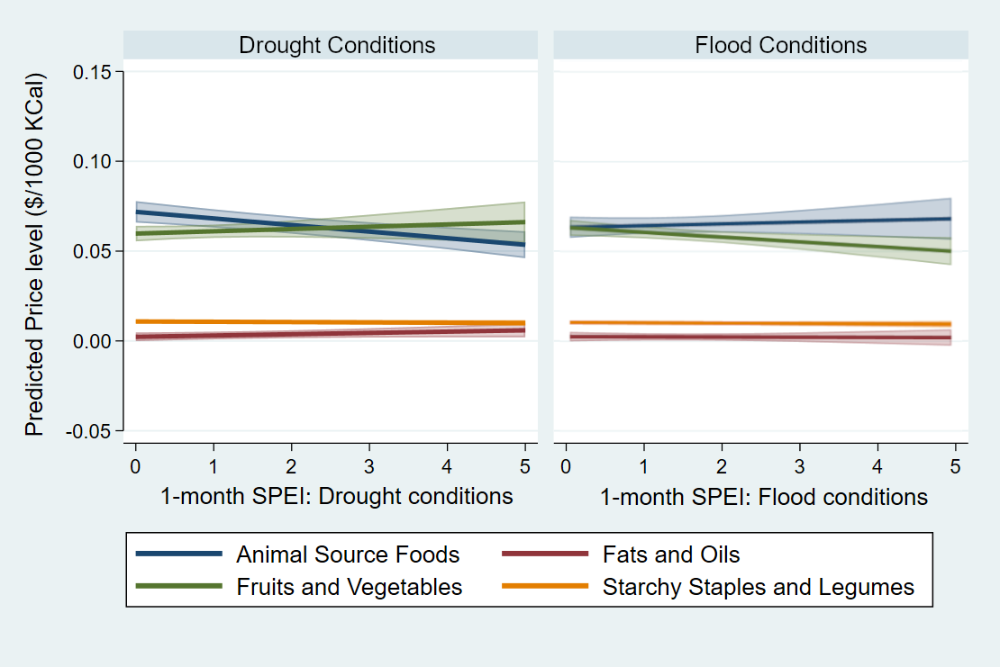 Drought Conditions
Flood Conditions
Predicted Price level ($/1000 KCal)
0.15
0.10
0.05
0.00
-0.05
0 1 2 3 4 5
0 1 2 3 4 5
1-month SPEI: Drought conditions
1-month SPEI: Flood conditions
Animal Source Foods
Fats and Oils
Fruits and Vegetables
Starchy Staples and Legumes